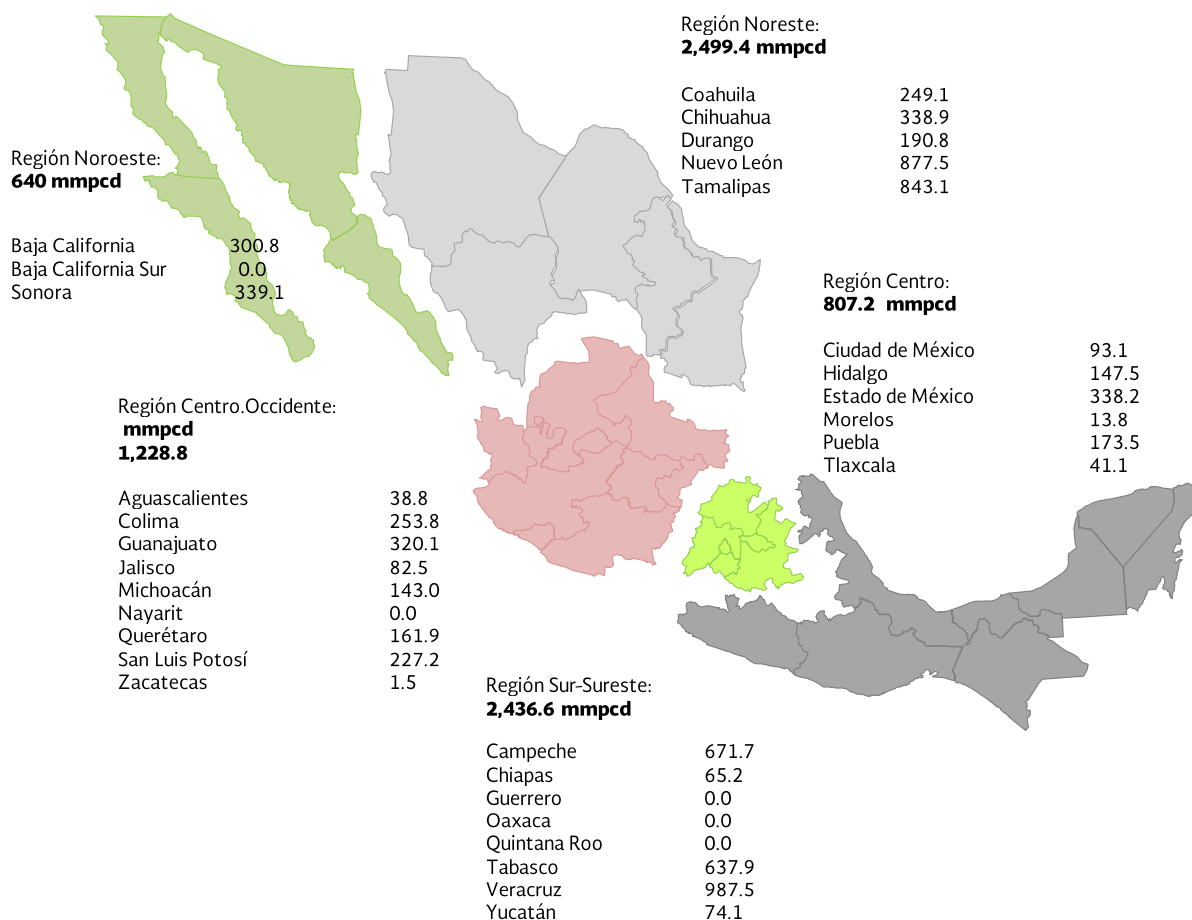 Región Noreste:
2,499.4 mmpcd
Coahuila 249.1
Chihuahua 338.9
Durango 190.8
Nuevo León 877.5
Tamalipas 843.1
Región Noroeste:
640 mmpcd
Baja California 300.8
Baja California Sur 0.0
Sonora 339.1
Región Centro:
807.2 mmpcd
Ciudad de México 93.1
Hidalgo 147.5
Estado de México 338.2
Morelos 13.8
Puebla 173.5
Tlaxcala 41.1
Región Centro.Occidente:
mmpcd
1,228.8
Aguascalientes 38.8
Colima 253.8
Guanajuato 320.1
Jalisco 82.5
Michoacán 143.0
Nayarit 0.0
Querétaro 161.9
San Luis Potosí 227.2
Zacatecas 1.5
Región Sur-Sureste:
2,436.6 mmpcd
Campeche 671.7
Chiapas 65.2
Guerrero 0.0
Oaxaca 0.0
Quintana Roo 0.0
Tabasco 637.9
Veracruz 987.5
Yucatán 74.1